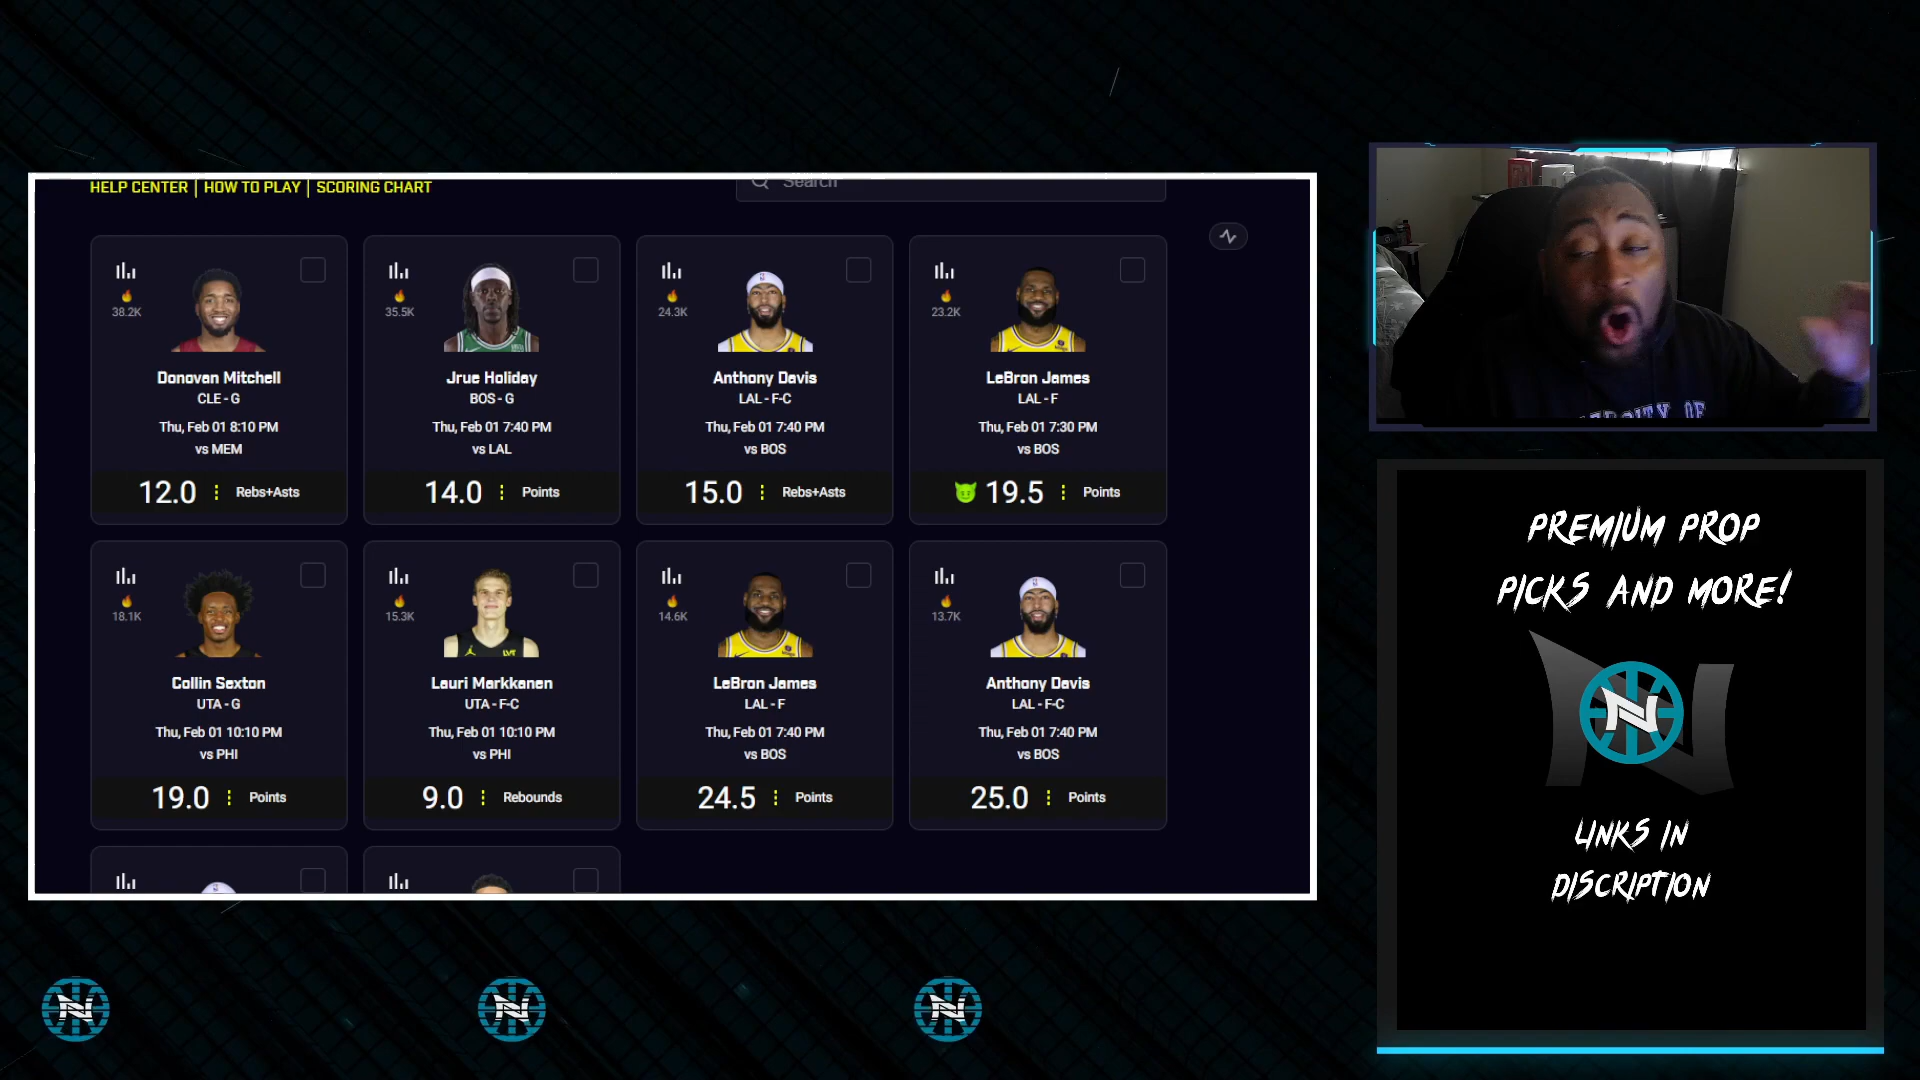 HELP CENTER | HOW TO PLAY | SCORING CHART
Search
38.2K
Donovan Mitchell
CLE - G
Thu, Feb 01 8:10 PM
vs MEM
12.0 Rebs+Asts
35.5K
Jrue Holiday
BOS - G
Thu, Feb 01 7:40 PM
vs LAL
14.0 Points
24.3K
Anthony Davis
LAL - F-C
Thu, Feb 01 7:40 PM
vs BOS
15.0 Rebs+Asts
23.2K
LeBron James
LAL - F
Thu, Feb 01 7:30 PM
vs BOS
19.5 Points
18.1K
Collin Sexton
UTA - G
Thu, Feb 01 10:10 PM
vs PHI
19.0 Points
15.3K
Lauri Markkanen
UTA - F-C
Thu, Feb 01 10:10 PM
vs PHI
9.0 Rebounds
14.6K
LeBron James
LAL - F
Thu, Feb 01 7:40 PM
vs BOS
24.5 Points
13.7K
Anthony Davis
LAL - F-C
Thu, Feb 01 7:40 PM
vs BOS
25.0 Points
PREMIUM PROP
PICKS AND MORE!
N
LINKS IN
DISCRIPTION
N
N
N